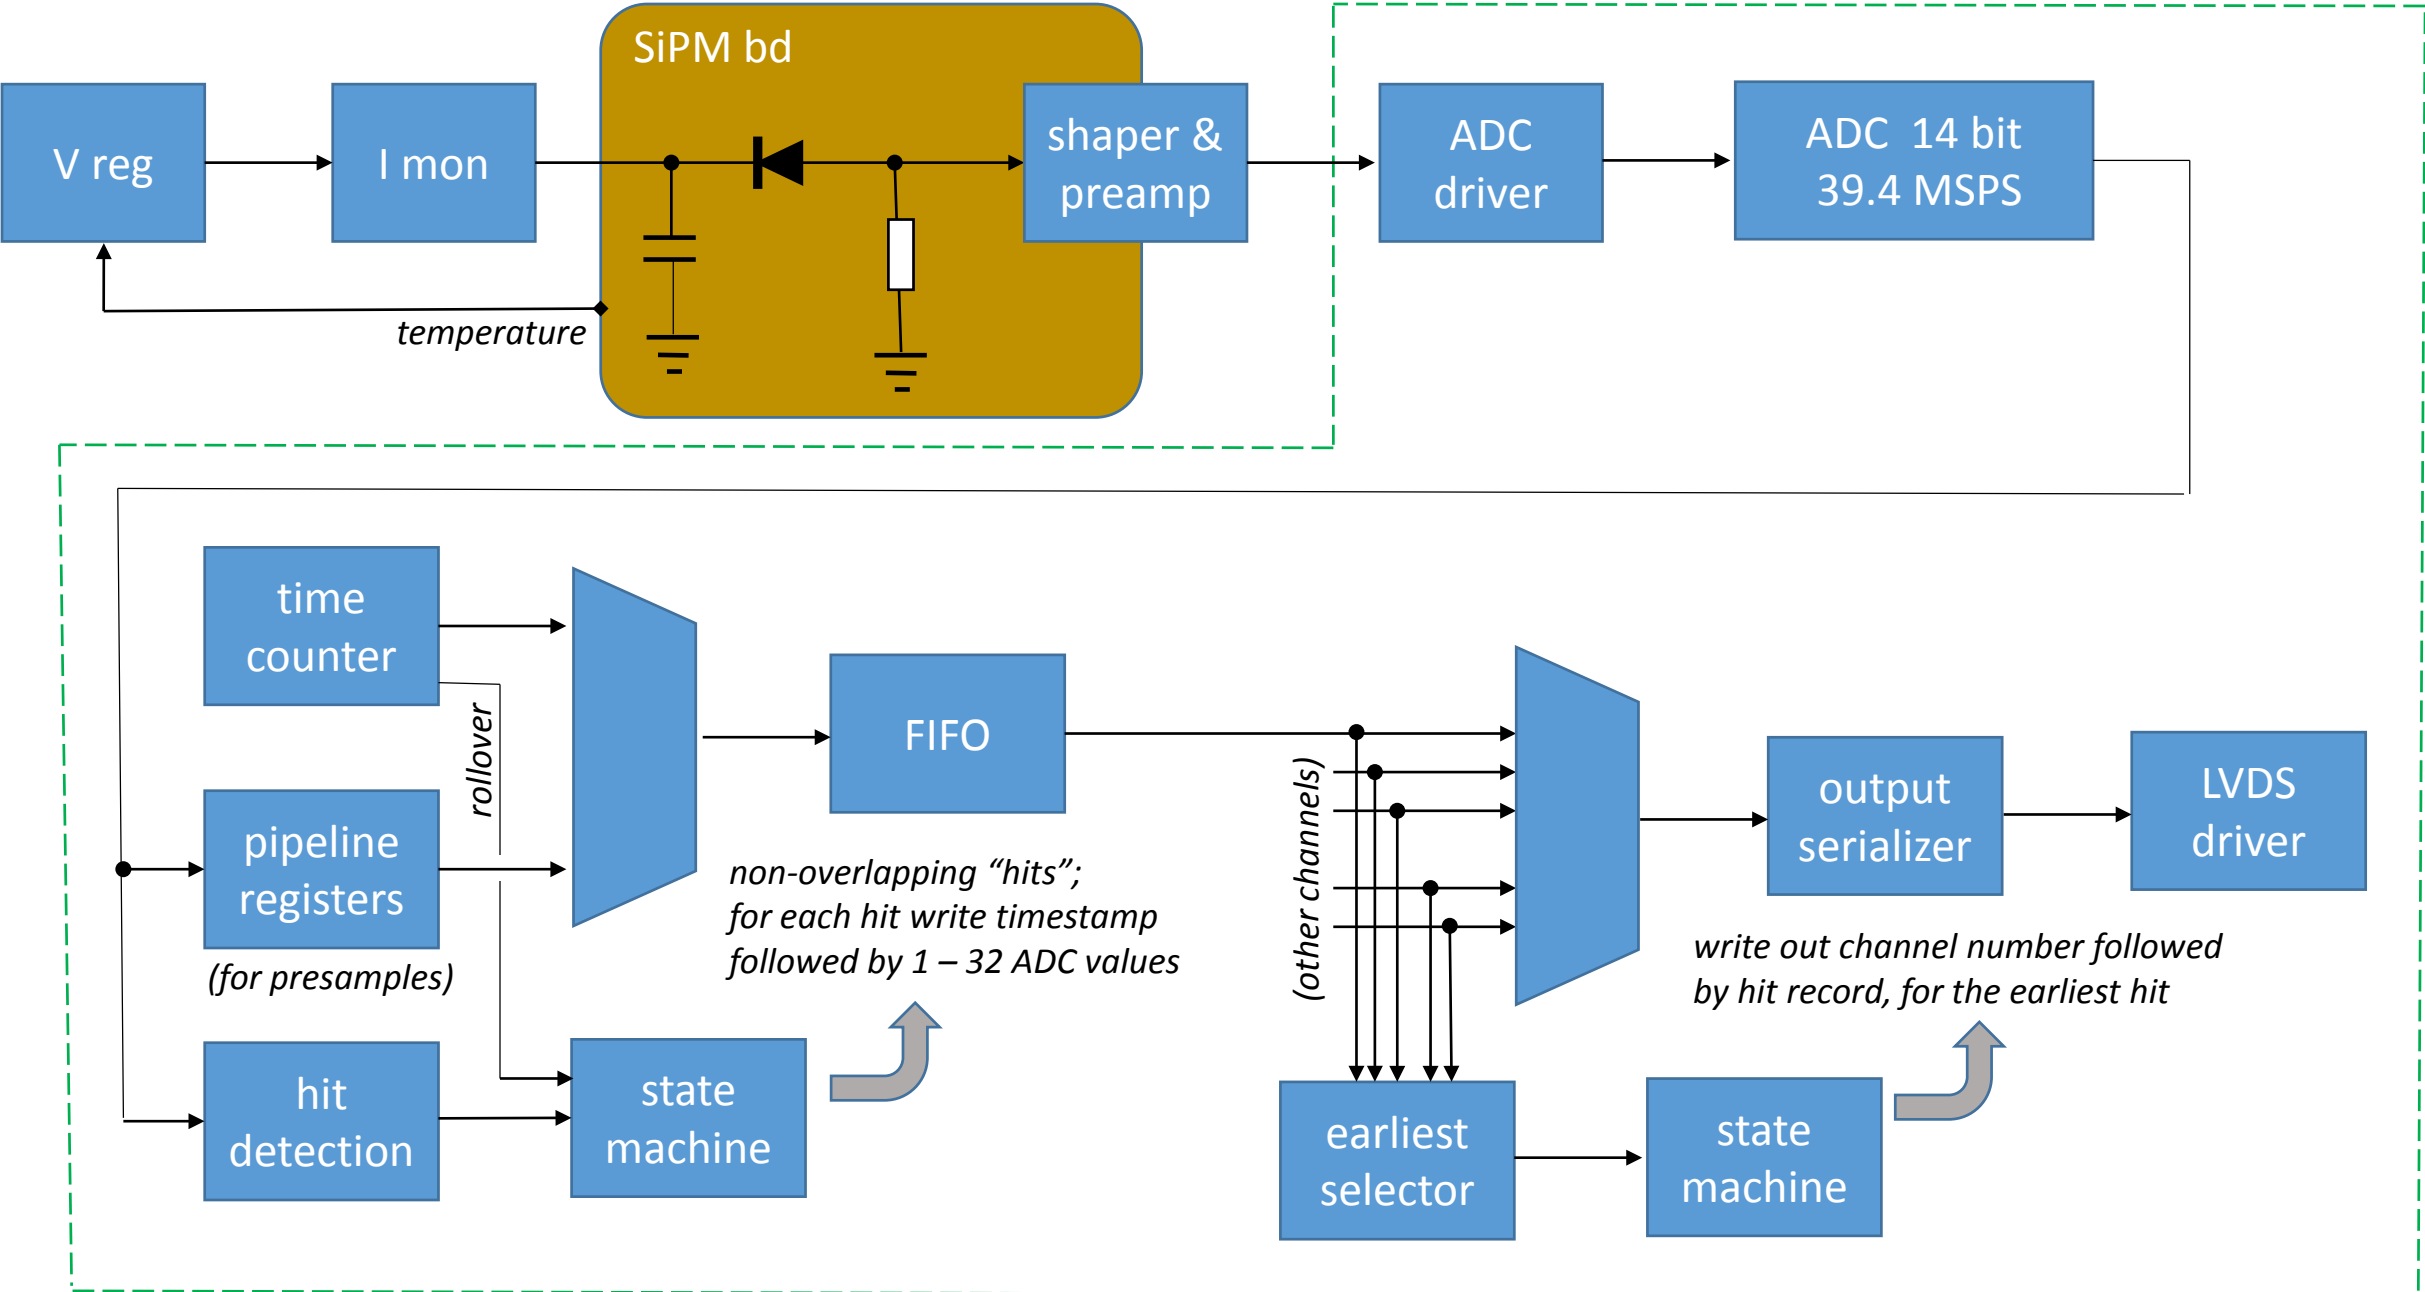 SiPM bd
V reg
I mon
shaper &
preamp
ADC
driver
ADC  14 bit
39.4 MSPS
temperature
time
counter
rollover
FIFO
pipeline
registers
(for presamples)
non-overlapping “hits”;
for each hit write timestamp
followed by 1 – 32 ADC values
(other channels)
output
serializer
LVDS
driver
write out channel number followed
by hit record, for the earliest hit
hit
detection
state
machine
earliest
selector
state
machine